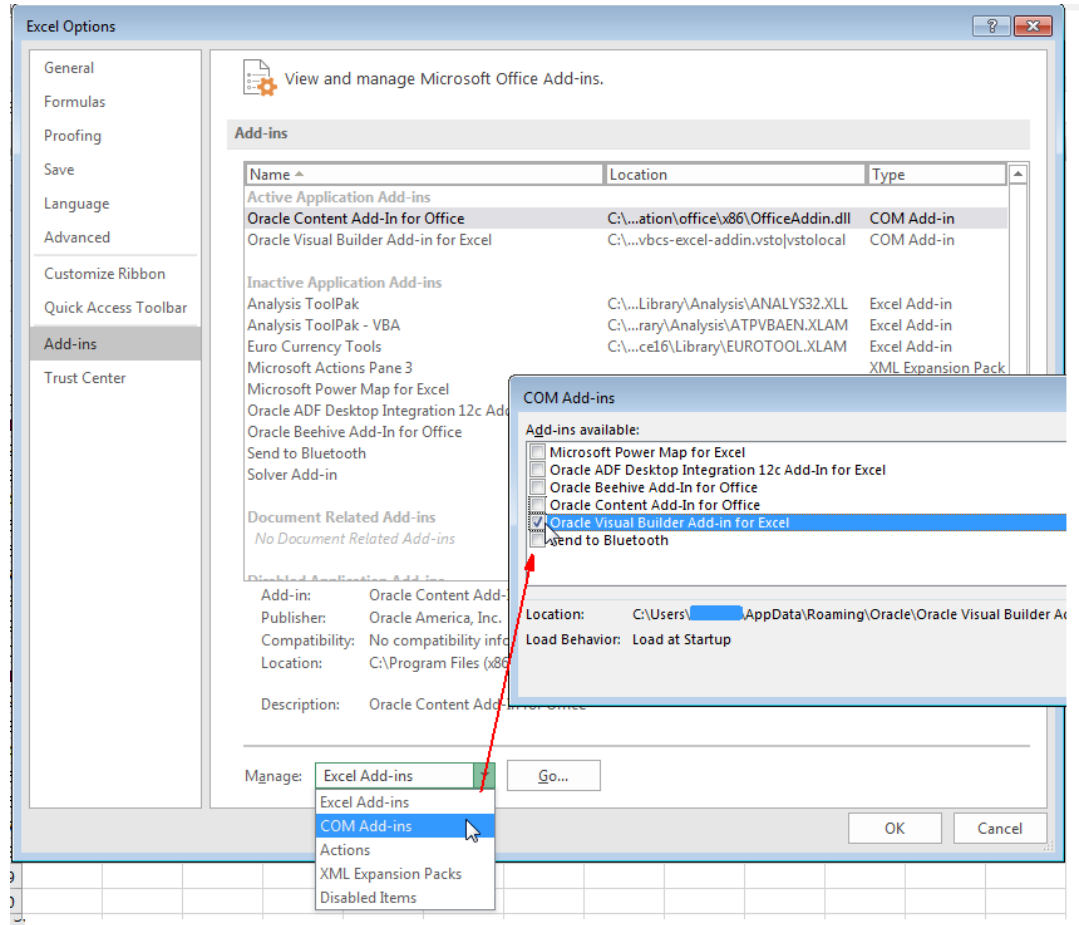 Excel Options
General
Formulas
Proofing
Save
Language
Advanced
Customize Ribbon
Quick Access Toolbar
Add-ins
Trust Center
View and manage Microsoft Office Add-ins.
Add-ins
Name Location Type
Active Application Add-ins
Oracle Content Add-In for Office C:\...ation\office\x86\OfficeAddin.dll COM Add-in
Oracle Visual Builder Add-in for Excel C:\...vbcs-excel-addin.vsto|vstolocal COM Add-in
Inactive Application Add-ins
Analysis ToolPak C:\...Library\Analysis\ANALYS32.XLL Excel Add-in
Analysis ToolPak - VBA C:\...rary\Analysis\ATPVBAEN.XLAM Excel Add-in
Euro Currency Tools C:\...ce16\Library\EUROTOOL.XLAM Excel Add-in
Microsoft Actions Pane 3 XML Expansion Pack
Microsoft Power Map for Excel
Oracle ADF Desktop Integration 12c Add
Oracle Beehive Add-In for Office
Send to Bluetooth
Solver Add-in
Document Related Add-ins
No Document Related Add-ins
Disabled Application Add-ins
Add-in: Oracle Content Add-
Publisher: Oracle America, Inc.
Compatibility: No compatibility info
Location: C:\Program Files (x86
Description: Oracle Content Add-In for Office
COM Add-ins
Add-ins available:
Microsoft Power Map for Excel
Oracle ADF Desktop Integration 12c Add-In for Excel
Oracle Beehive Add-In for Office
Oracle Content Add-In for Office
Oracle Visual Builder Add-in for Excel
Send to Bluetooth
Location: C:\Users\ \AppData\Roaming\Oracle\Oracle Visual Builder Ad
Load Behavior: Load at Startup
Manage: Excel Add-ins Go...
Excel Add-ins
COM Add-ins
Actions
XML Expansion Packs
Disabled Items
OK Cancel